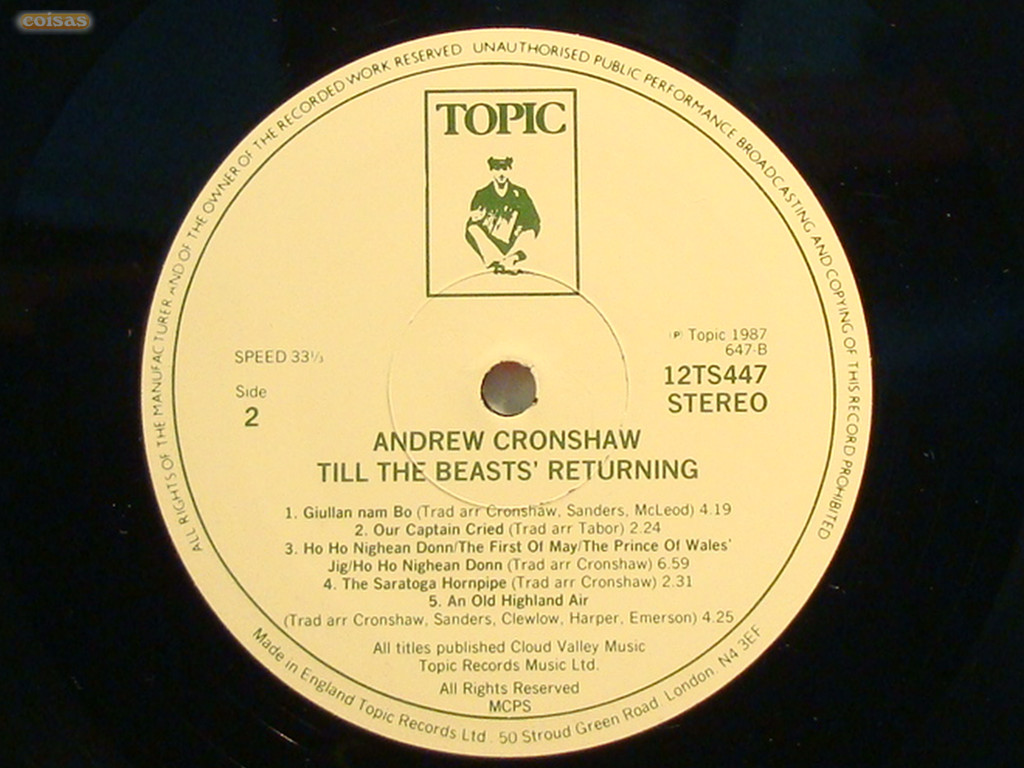 coisas
ALL RIGHTS OF THE MANUFACTURER AND OF THE OWNER OF THE RECORDED WORK RESERVED UNAUTHORISED PUBLIC PERFORMANCE BROADCASTING AND COPYING OF THIS RECORD PROHIBITED
TOPIC
SPEED 33⅓
Side
2
℗ Topic 1987
647-B
12TS447
STEREO
ANDREW CRONSHAW
TILL THE BEASTS' RETURNING
1. Giullan nam Bo (Trad arr Cronshaw, Sanders, McLeod) 4.19
2. Our Captain Cried (Trad arr Tabor) 2.24
3. Ho Ho Nighean Donn/The First Of May/The Prince Of Wales'
Jig/Ho Ho Nighean Donn (Trad arr Cronshaw) 6.59
4. The Saratoga Hornpipe (Trad arr Cronshaw) 2.31
5. An Old Highland Air
(Trad arr Cronshaw, Sanders, Clewlow, Harper, Emerson) 4.25
All titles published Cloud Valley Music
Topic Records Music Ltd.
All Rights Reserved
MCPS
Made in England Topic Records Ltd. 50 Stroud Green Road London. N4 3EF